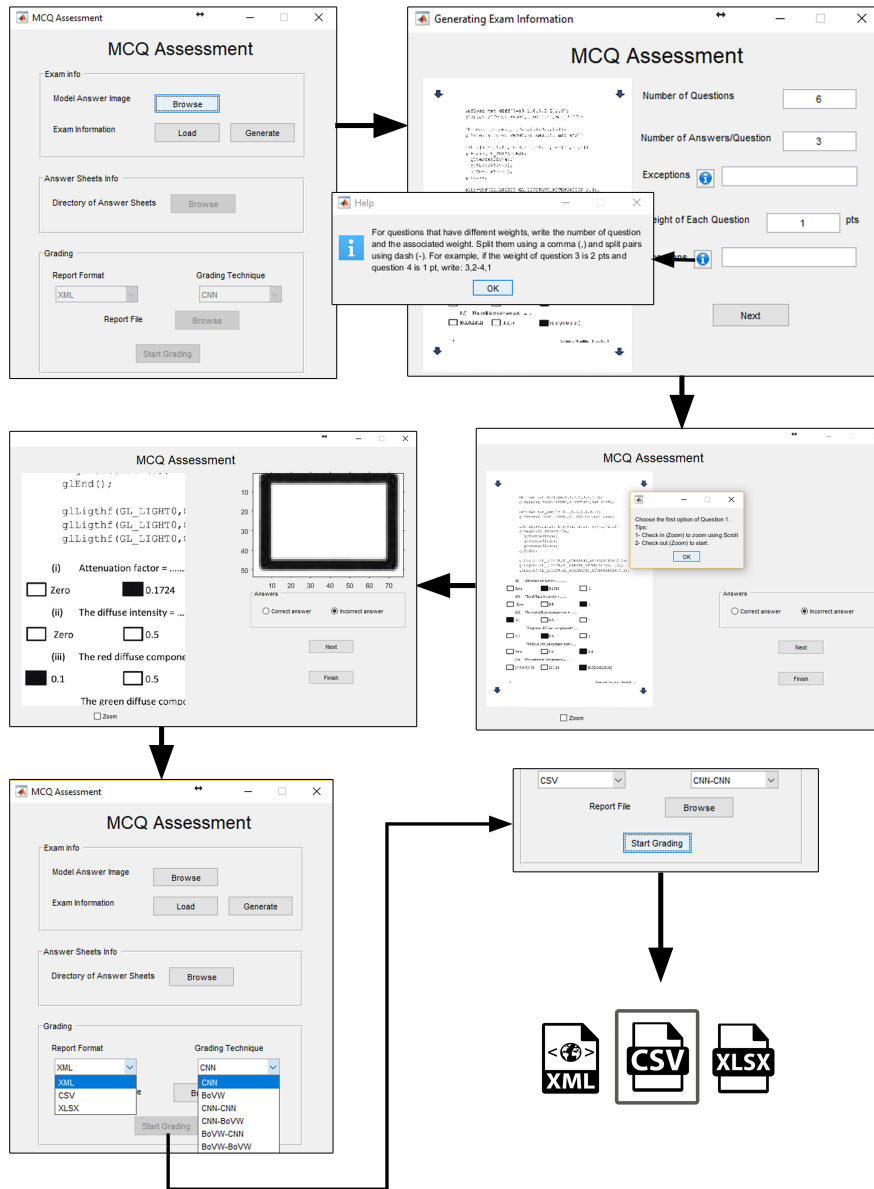 MCQ Assessment
MCQ Assessment
Exam info
Model Answer Image
Browse
Exam Information
Load
Generate
Answer Sheets Info
Directory of Answer Sheets
Browse
Grading
Report Format
Grading Technique
XML
CNN
Report File
Browse
Start Grading
Generating Exam Information
MCQ Assessment
Number of Questions
6
Number of Answers/Question
3
Exceptions
eight of Each Question
1
pts
Next
Help
For questions that have different weights, write the number of question
and the associated weight. Split them using a comma (,) and split pairs
using dash (-). For example, if the weight of question 3 is 2 pts and
question 4 is 1 pt, write: 3,2-4,1
OK
MCQ Assessment
glEnd();
glLigthf(GL_LIGHT0,
glLigthf(GL_LIGHT0,
glLigthf(GL_LIGHT0,
(i) Attenuation factor = ......
Zero 0.1724
(ii) The diffuse intensity = ...
Zero 0.5
(iii) The red diffuse compone
0.1 0.5
The green diffuse compo
Zoom
10
20
30
40
50
10 20 30 40 50 60 70
Answers
Correct answer
Incorrect answer
Next
Finish
MCQ Assessment
Choose the first option of Question 1.
Tips:
1- Check in (Zoom) to zoom using Scroll
2- Check out (Zoom) to start.
OK
Answers
Correct answer
Incorrect answer
Next
Finish
Zoom
MCQ Assessment
MCQ Assessment
Exam info
Model Answer Image
Browse
Exam Information
Load
Generate
Answer Sheets Info
Directory of Answer Sheets
Browse
Grading
Report Format
Grading Technique
XML
CNN
XML
CSV
XLSX
CNN
BoVW
CNN-CNN
CNN-BoVW
BoVW-CNN
BoVW-BoVW
Start Grading
CSV
CNN-CNN
Report File
Browse
Start Grading
XML
CSV
XLSX